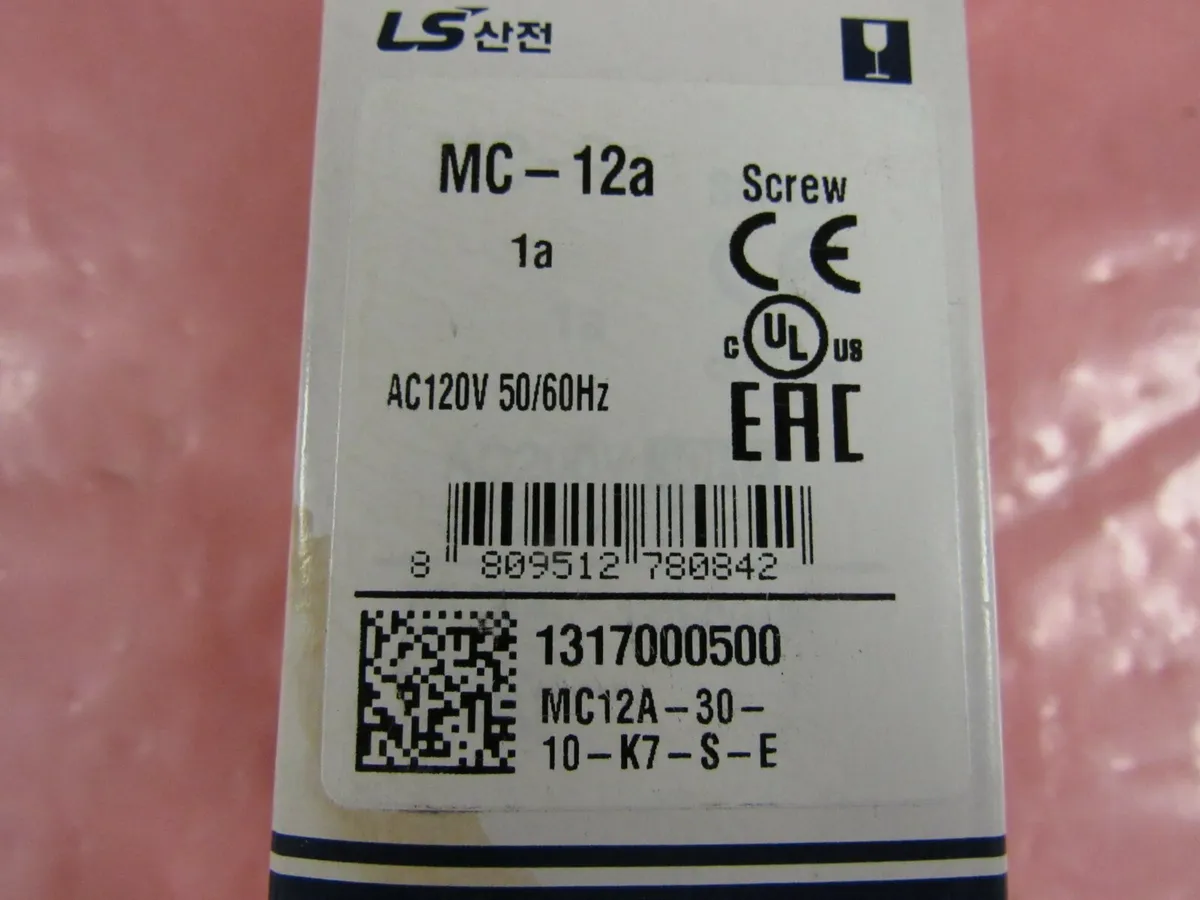 LS산전
MC-12a
Screw
1a
CE
C UL US
AC120V 50/60Hz
EAC
8 809512 780842
1317000500
MC12A-30-
10-K7-S-E